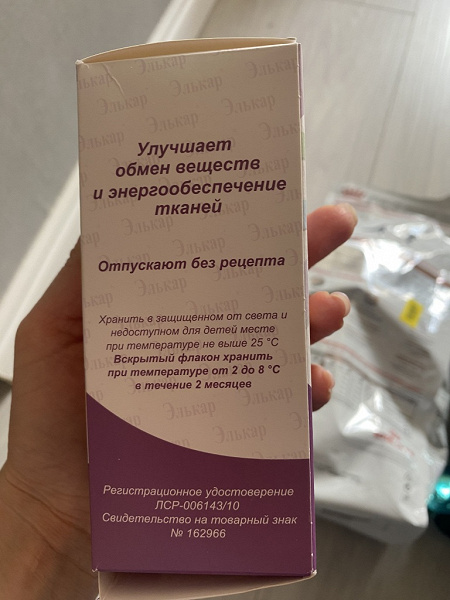 Улучшает
обмен веществ
и энергообеспечение
тканей
Отпускают без рецепта
Хранить в защищенном от света и
недоступном для детей месте
при температуре не выше 25 °С
Вскрытый флакон хранить
при температуре от 2 до 8 °С
в течение 2 месяцев
Регистрационное удостоверение
ЛСР-006143/10
Свидетельство на товарный знак
№ 162966